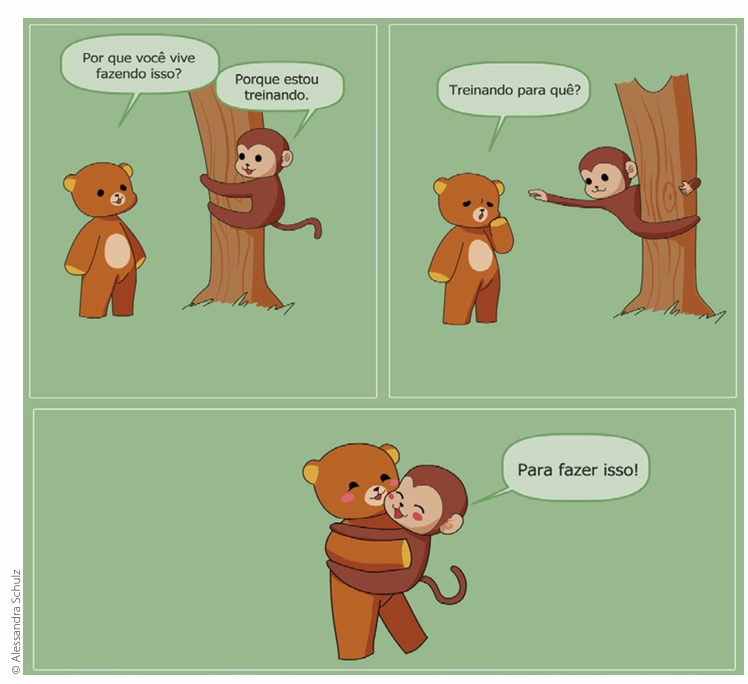 Por que você vive
fazendo isso?
Porque estou
treinando.
Treinando para quê?
Para fazer isso!
© Alessandra Schulz